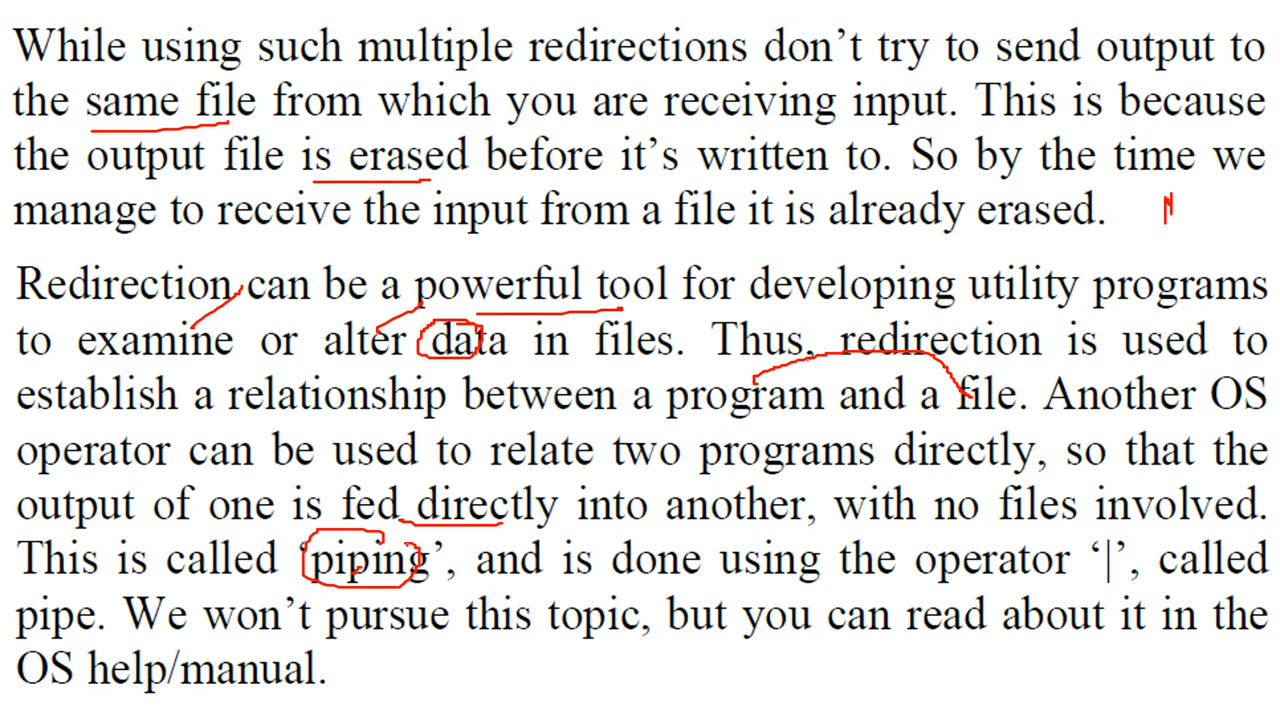 While using such multiple redirections don’t try to send output to
the same file from which you are receiving input. This is because
the output file is erased before it’s written to. So by the time we
manage to receive the input from a file it is already erased.
Redirection can be a powerful tool for developing utility programs
to examine or alter data in files. Thus, redirection is used to
establish a relationship between a program and a file. Another OS
operator can be used to relate two programs directly, so that the
output of one is fed directly into another, with no files involved.
This is called ‘piping’, and is done using the operator ‘|’, called
pipe. We won’t pursue this topic, but you can read about it in the
OS help/manual.